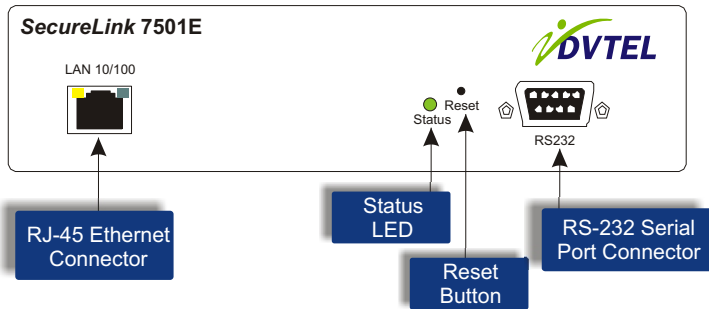 SecureLink 7501E
DVTEL
LAN 10/100
Reset
Status
RS232
RJ-45 Ethernet
Connector
Status
LED
Reset
Button
RS-232 Serial
Port Connector